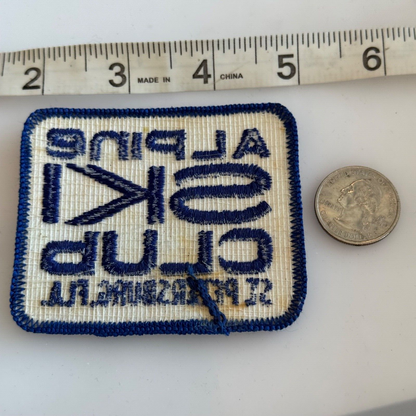 2 3 MADE IN 4 CHINA 5 6
ALPINE
SKI
CLUB
ST. PETERSBURG, FLA.